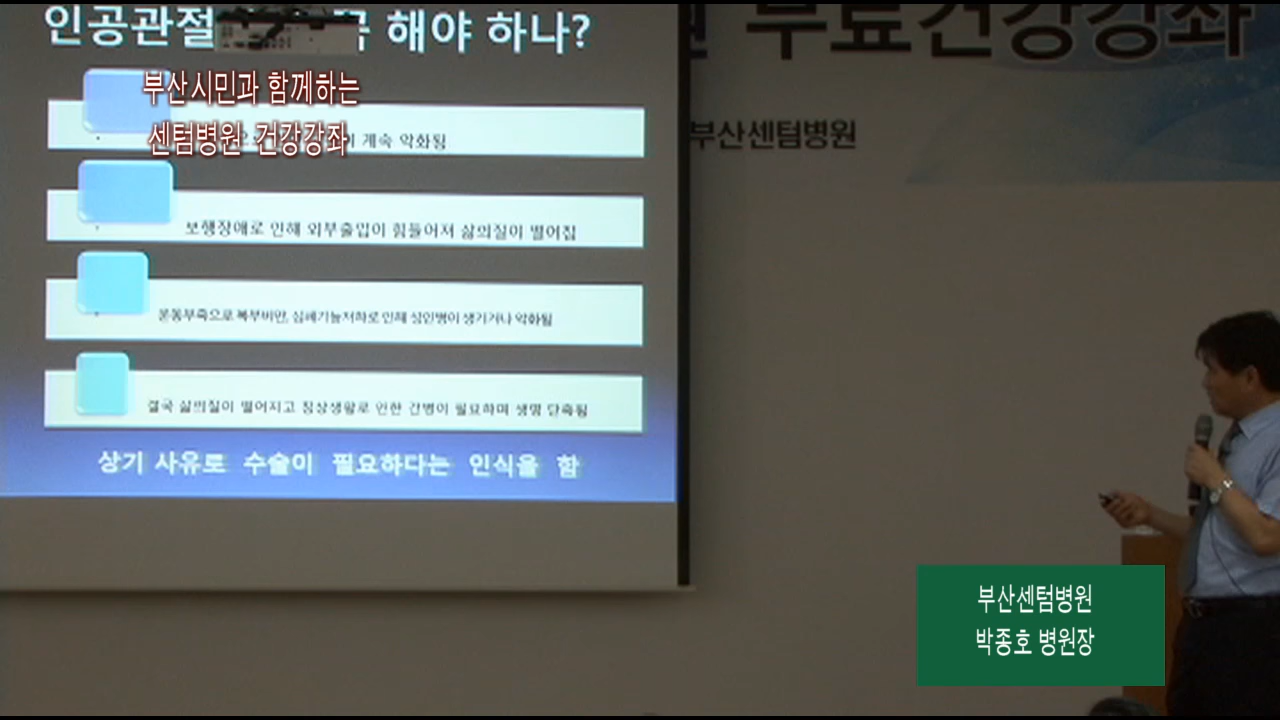 인공관절 해야 하나?
부산시민과 함께하는
센텀병원 건강강좌
계속 악화됨
보행장애로 인해 외부출입이 힘들어져 삶의질이 떨어짐
운동부족으로 복부비만, 심폐기능저하로 인해 성인병이 생기거나 악화됨
결국 삶의질이 떨어지고 침상생활로 인한 간병이 필요하며 생명 단축됨
상기 사유로 수술이 필요하다는 인식을 함
무료건강강좌
부산센텀병원
부산센텀병원
박종호 병원장